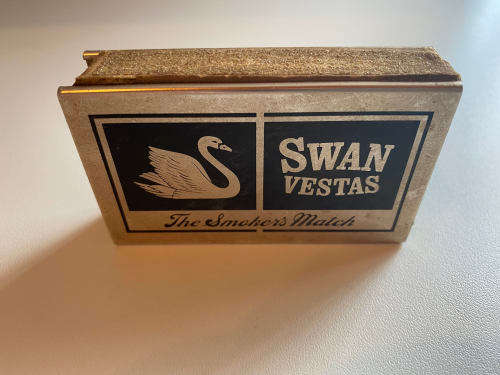 SWAN
VESTAS
The Smoker's Match